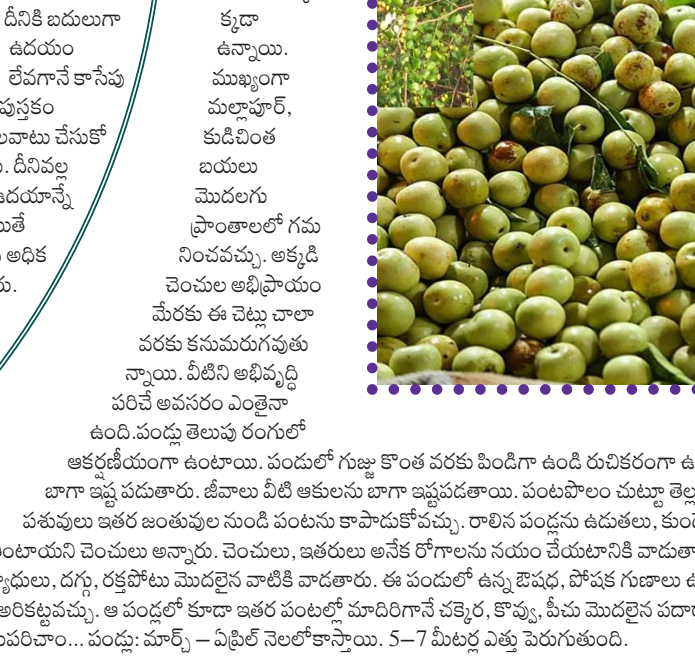 దీనికి బదులుగా
ఉదయం
లేవగానే కాసేపు
పుస్తకం
లవాటు చేసుకో
. దీనివల్ల
ఉదయాన్నే
యితే
అధిక
రు.
క్కడా
ఉన్నాయి.
ముఖ్యంగా
మల్లాపూర్,
కుడిచింత
బయలు
మొదలగు
ప్రాంతాలలో గమ
నించవచ్చు. అక్కడి
చెంచుల అభిప్రాయం
మేరకు ఈ చెట్లు చాలా
వరకు కనుమరుగవుతు
న్నాయి. వీటిని అభివృద్ధి
పరిచే అవసరం ఎంతైనా
ఉంది.పండ్లు తెలుపు రంగులో
ఆకర్షణీయంగా ఉంటాయి. పండులో గుజ్జు కొంత వరకు పిండిగా ఉండి రుచికరంగా ఉ
బాగా ఇష్ట పడుతారు. జీవాలు వీటి ఆకులను బాగా ఇష్టపడతాయి. పంటపొలం చుట్టూ తెల్ల
పశువులు ఇతర జంతువుల నుండి పంటను కాపాడుకోవచ్చు. రాలిన పండ్లను ఉడుతలు, కుం
ంటాయని చెంచులు అన్నారు. చెంచులు, ఇతరులు అనేక రోగాలను నయం చేయటానికి వాడుతా
్యాధులు, దగ్గు, రక్తపోటు మొదలైన వాటికి వాడతారు. ఈ పండులో ఉన్న ఔషధ, పోషక గుణాలు ఉ
అరికట్టవచ్చు. ఆ పండ్లలో కూడా ఇతర పంటల్లో మాదిరిగానే చక్కెర, కొవ్వు, పీచు మొదలైన పదార
పరిచాం... పండ్లు: మార్చ్ – ఏప్రిల్ నెలలోకాస్తాయి. 5–7 మీటర్ల ఎత్తు పెరుగుతుంది.